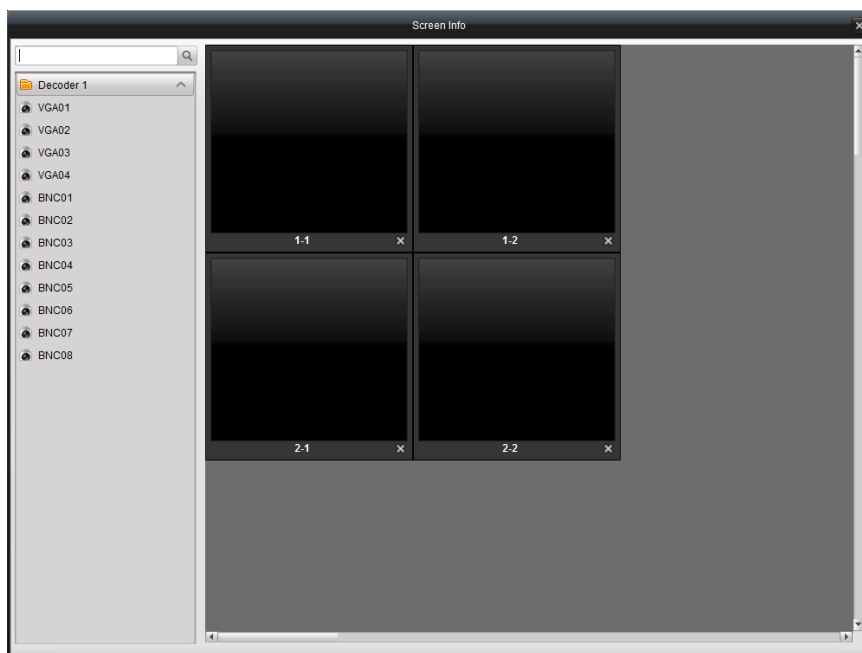 Screen Info
Decoder 1
VGA01
VGA02
VGA03
VGA04
BNC01
BNC02
BNC03
BNC04
BNC05
BNC06
BNC07
BNC08
1-1
1-2
2-1
2-2